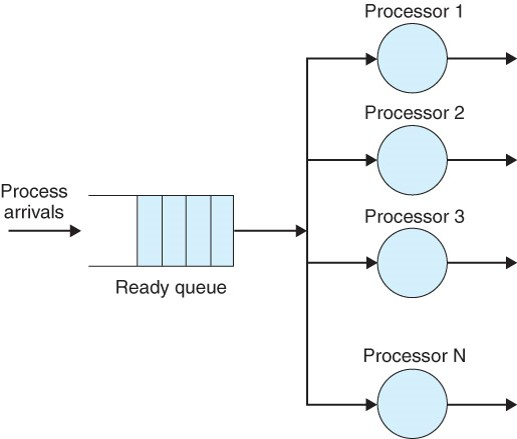 Processor 1
Processor 2
Process
arrivals
Processor 3
Ready queue
Processor N